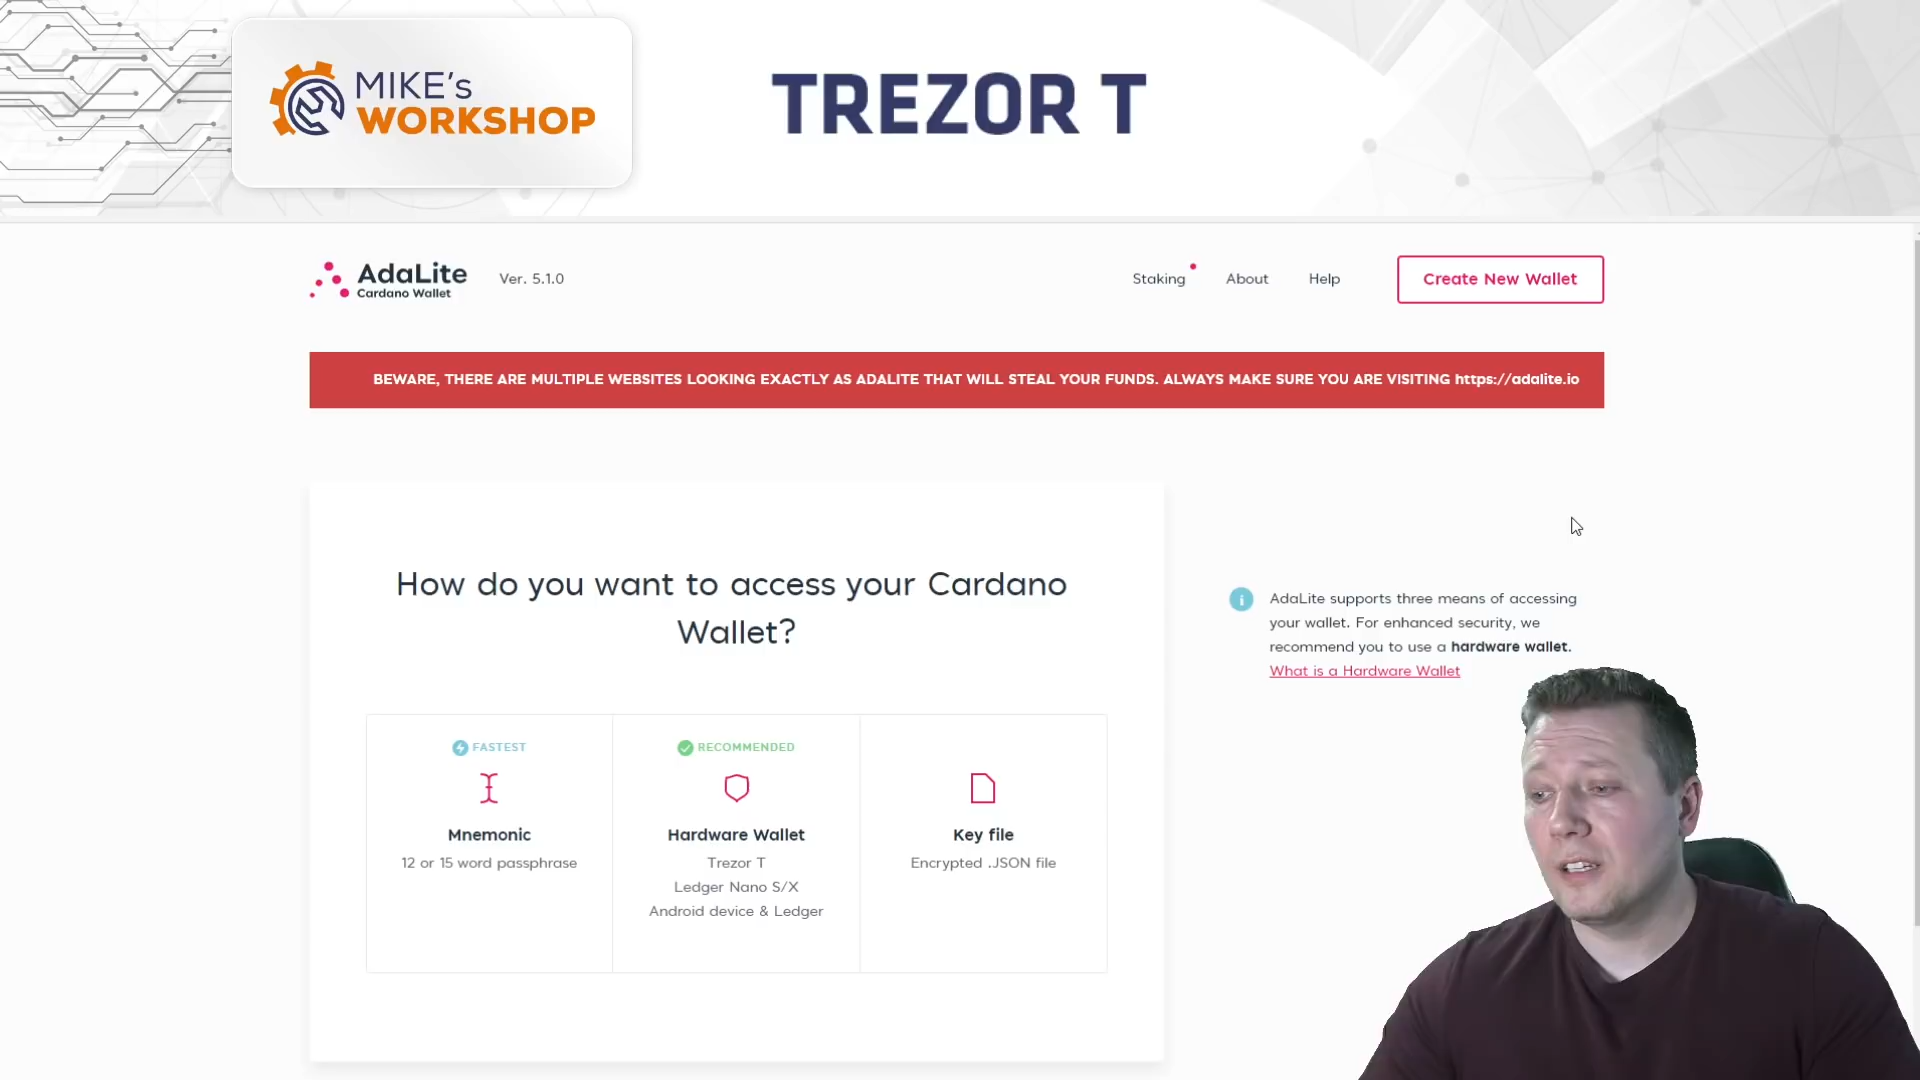 MIKE's
WORKSHOP
TREZOR T
AdaLite
Cardano Wallet
Ver. 5.1.0
Staking
About
Help
Create New Wallet
BEWARE, THERE ARE MULTIPLE WEBSITES LOOKING EXACTLY AS ADALITE THAT WILL STEAL YOUR FUNDS. ALWAYS MAKE SURE YOU ARE VISITING https://adalite.io
How do you want to access your Cardano
Wallet?
FASTEST
Mnemonic
12 or 15 word passphrase
RECOMMENDED
Hardware Wallet
Trezor T
Ledger Nano S/X
Android device & Ledger
Key file
Encrypted .JSON file
AdaLite supports three means of accessing
your wallet. For enhanced security, we
recommend you to use a hardware wallet.
What is a Hardware Wallet